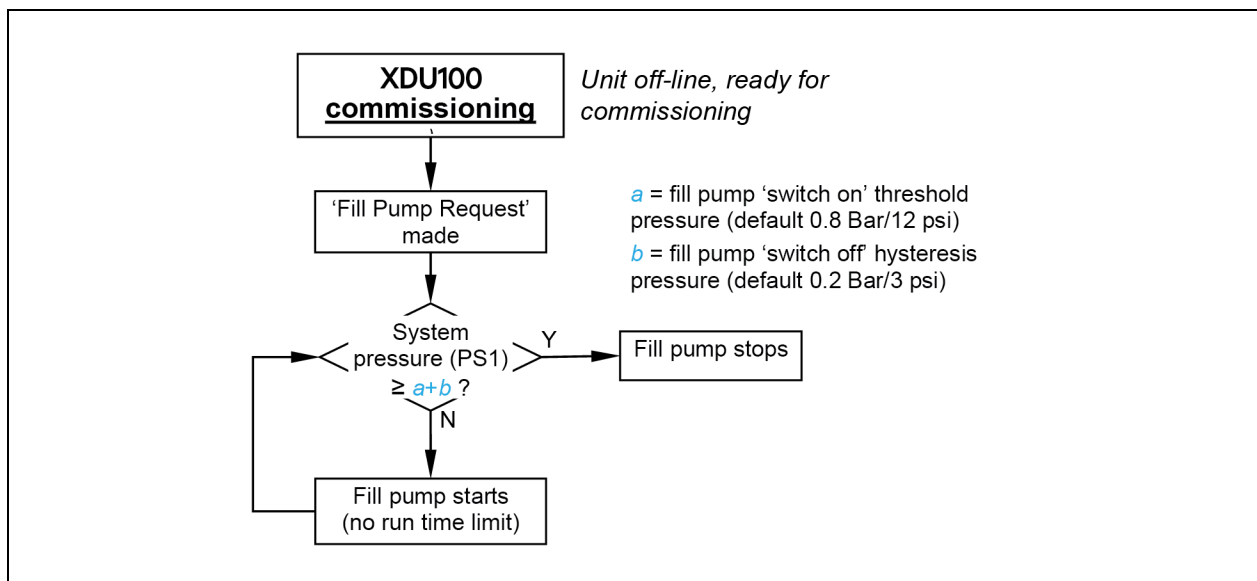 XDU100
commissioning
Unit off-line, ready for
commissioning
‘Fill Pump Request’
made
a = fill pump ‘switch on’ threshold
pressure (default 0.8 Bar/12 psi)
b = fill pump ‘switch off’ hysteresis
pressure (default 0.2 Bar/3 psi)
System
pressure (PS1)
≥ a+b ?
Y
Fill pump stops
N
Fill pump starts
(no run time limit)